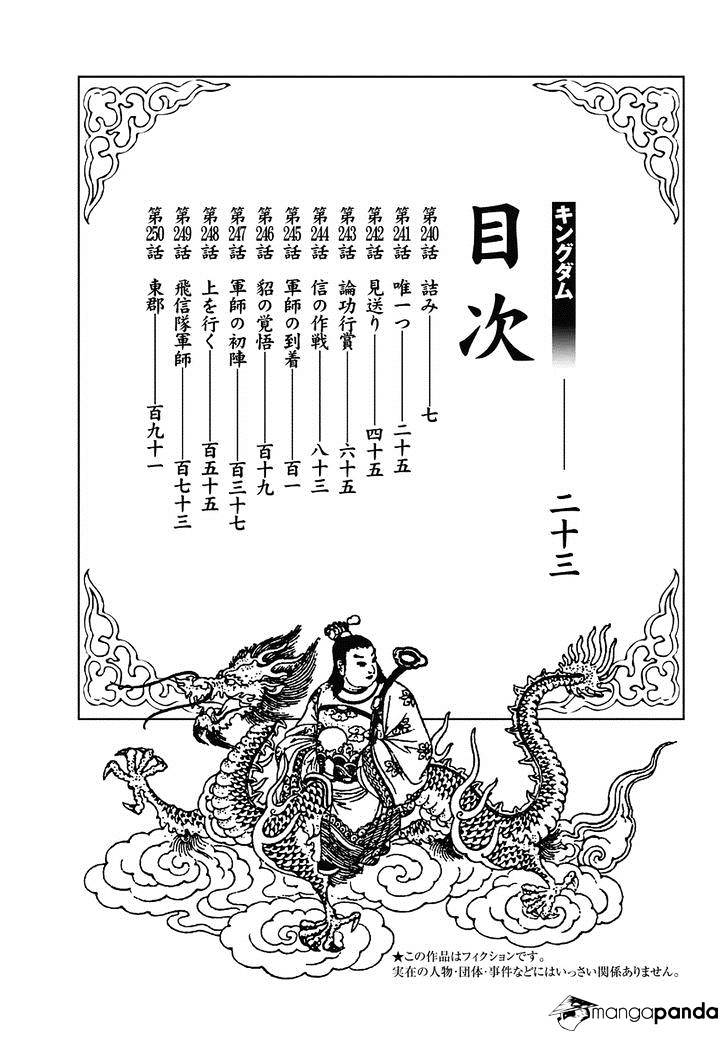 キングダム―――二十三
目次
第240話 詰み―――七
第241話 唯一つ―――二十五
第242話 見送り―――四十五
第243話 論功行賞―――六十五
第244話 信の作戦―――八十三
第245話 軍師の到着―――百一
第246話 貂の覚悟―――百十九
第247話 軍師の初陣―――百三十七
第248話 上を行く―――百五十五
第249話 飛信隊軍師―――百七十三
第250話 東郡―――百九十一
★この作品はフィクションです。
実在の人物・団体・事件などにはいっさい関係ありません。
mangapanda